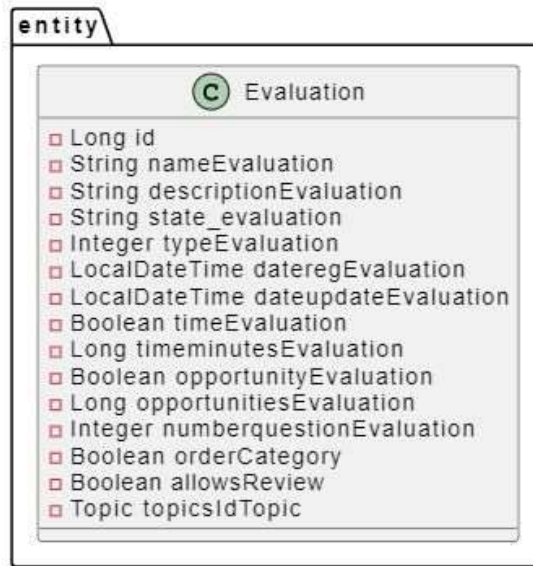 entity
C Evaluation
Long id
String nameEvaluation
String descriptionEvaluation
String state_evaluation
Integer typeEvaluation
LocalDateTime dateregEvaluation
LocalDateTime dateupdateEvaluation
Boolean timeEvaluation
Long timeminutesEvaluation
Boolean opportunityEvaluation
Long opportunitiesEvaluation
Integer numberquestionEvaluation
Boolean orderCategory
Boolean allowsReview
Topic topicsIdTopic